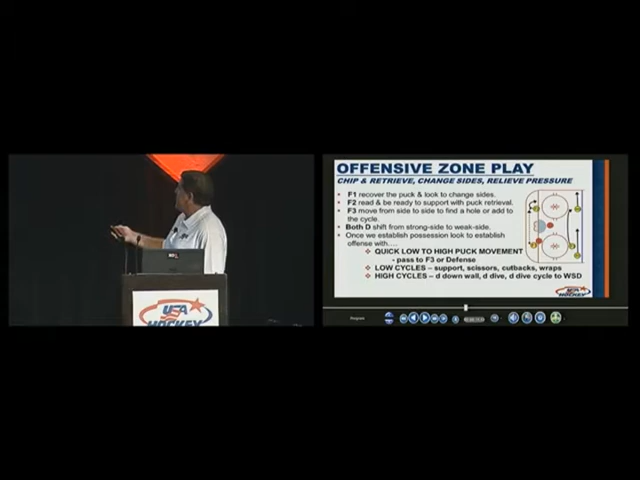 USA
HOCKEY
OFFENSIVE ZONE PLAY
CHIP & RETRIEVE, CHANGE SIDES, RELIEVE PRESSURE
F1 recover the puck & look to change sides.
F2 read & be ready to support with puck retrieval.
F3 move from side to side to find a hole or add to
the cycle.
Both D shift from strong-side to weak-side.
Once we establish possession look to establish
offense with....
QUICK LOW TO HIGH PUCK MOVEMENT
- pass to F3 or Defense
LOW CYCLES – support, scissors, cutbacks, wraps
HIGH CYCLES – d down wall, d dive, d dive cycle to WSD
USA
HOCKEY